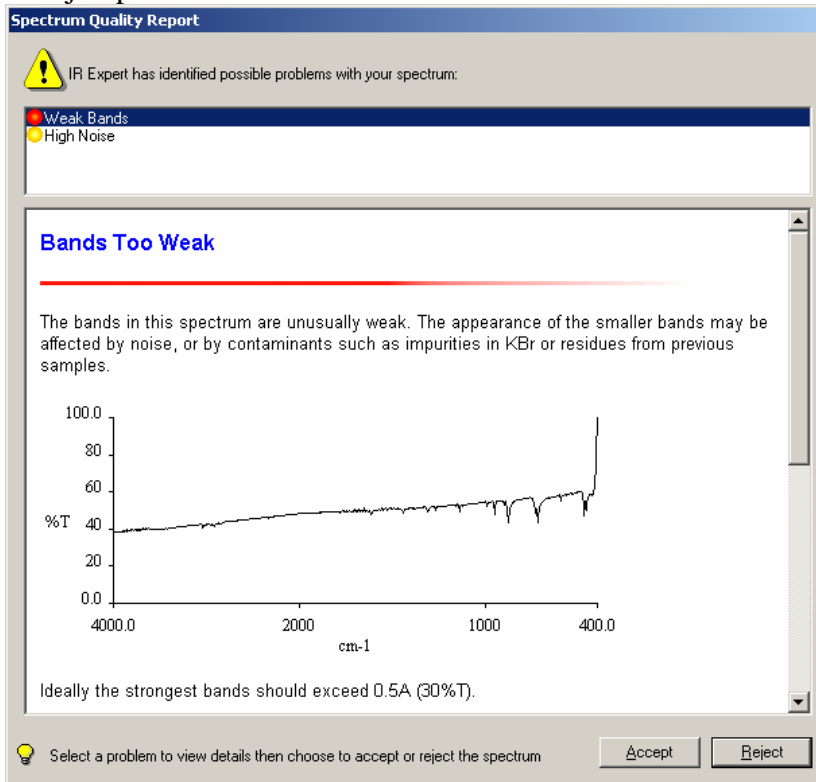 Spectrum Quality Report
IR Expert has identified possible problems with your spectrum:
Weak Bands
High Noise
Bands Too Weak
The bands in this spectrum are unusually weak. The appearance of the smaller bands may be
affected by noise, or by contaminants such as impurities in KBr or residues from previous
samples.
100.0
80
60
%T 40
20
0.0
4000.0 2000 1000 400.0
cm-1
Ideally the strongest bands should exceed 0.5A (30%T).
Select a problem to view details then choose to accept or reject the spectrum Accept Reject